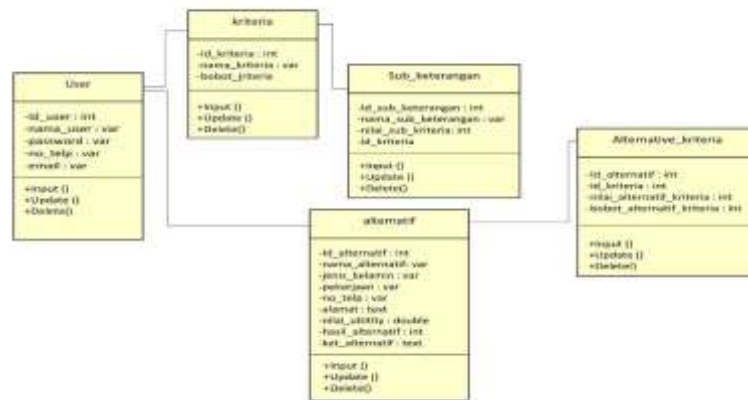 kriteria
-id_kriteria : int
-nama_kriteria : var
-bobot_jriteria
+Input ()
+Update ()
+Delete()
User
-Id_user : int
-nama_user : var
-password : var
-no_telp : var
-email : var
+Input ()
+Update ()
+Delete()
Sub_keterangan
-Id_sub_keterangan : int
-nama_sub_keterangan : var
-nilai_sub_kriteria: int
-Id_kriteria
+Input ()
+Update ()
+Delete()
Alternative_kriteria
-Id_alternatif : int
-id_kriteria : int
-nilai_alternatif_kriteria : int
-bobot_alternatif_kriteria : int
+Input ()
+Update ()
+Delete()
alternatif
-Id_alternatif : int
-nama_alternatif: var
-jenis_kelamin : var
-pekerjaan : var
-no_telp : var
-alamat : text
-nilai_utility : double
-hasil_alternatif : int
-ket_alternatif : text
+Input ()
+Update ()
+Delete()